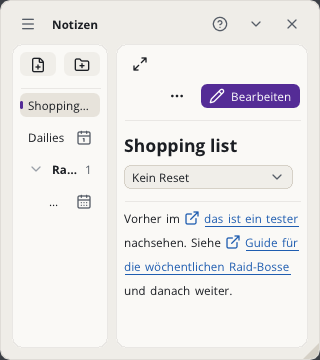 Notizen
Shopping...
Dailies
Ra... 1
...
Bearbeiten
Shopping list
Kein Reset
Vorher im das ist ein tester
nachsehen. Siehe Guide für
die wöchentlichen Raid-Bosse
und danach weiter.